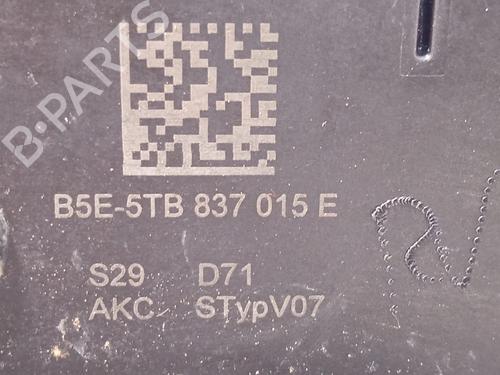 B-PARTS
B5E-5TB 837 015 E
S29 D71
AKC STypV07